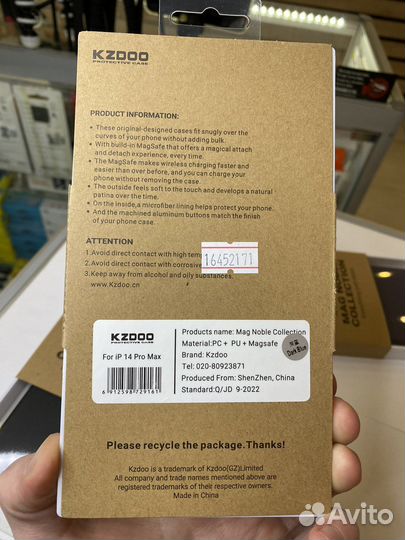 KZDOO
PROTECTIVE CASE
PRODUCT INFORMATION:
• These original-designed cases fit snugly over the
curves of your phone without adding bulk.
• With build-in MagSafe that offers a magical attach
and detach experience, every time.
• The MagSafe makes wireless charging faster and
easier than over before, and you can charge your
phone without removing the case.
• The outside feels soft to the touch and develops a natural
patina over the time.
• On the inside,a microfiber lining helps protect your phone.
• And the machined aluminum buttons match the finish
of your phone case.
ATTENTION
1.Avoid direct contact with high tem
2.Avoid direct contact with corrosive
3.Keep away from alcohol and oily substances.
www.Kzdoo.cn
16452171
KZDOO
PROTECTIVE CASE
For iP 14 Pro Max
6 912598 729161
Products name: Mag Noble Collection
Material:PC + PU + Magsafe
Brand: Kzdoo
Tel: 020-80923871
Produced From: ShenZhen, China
Standard:Q/JD 9-2022
Dark Blue
Please recycle the package.Thanks!
Kzdoo is a trademark of Kzdoo(GZ)Limited
All company and trade names mentioned above are
registered trademarks of their respective owners.
Made in China
MAG NOBLE
COLLECTION
Avito